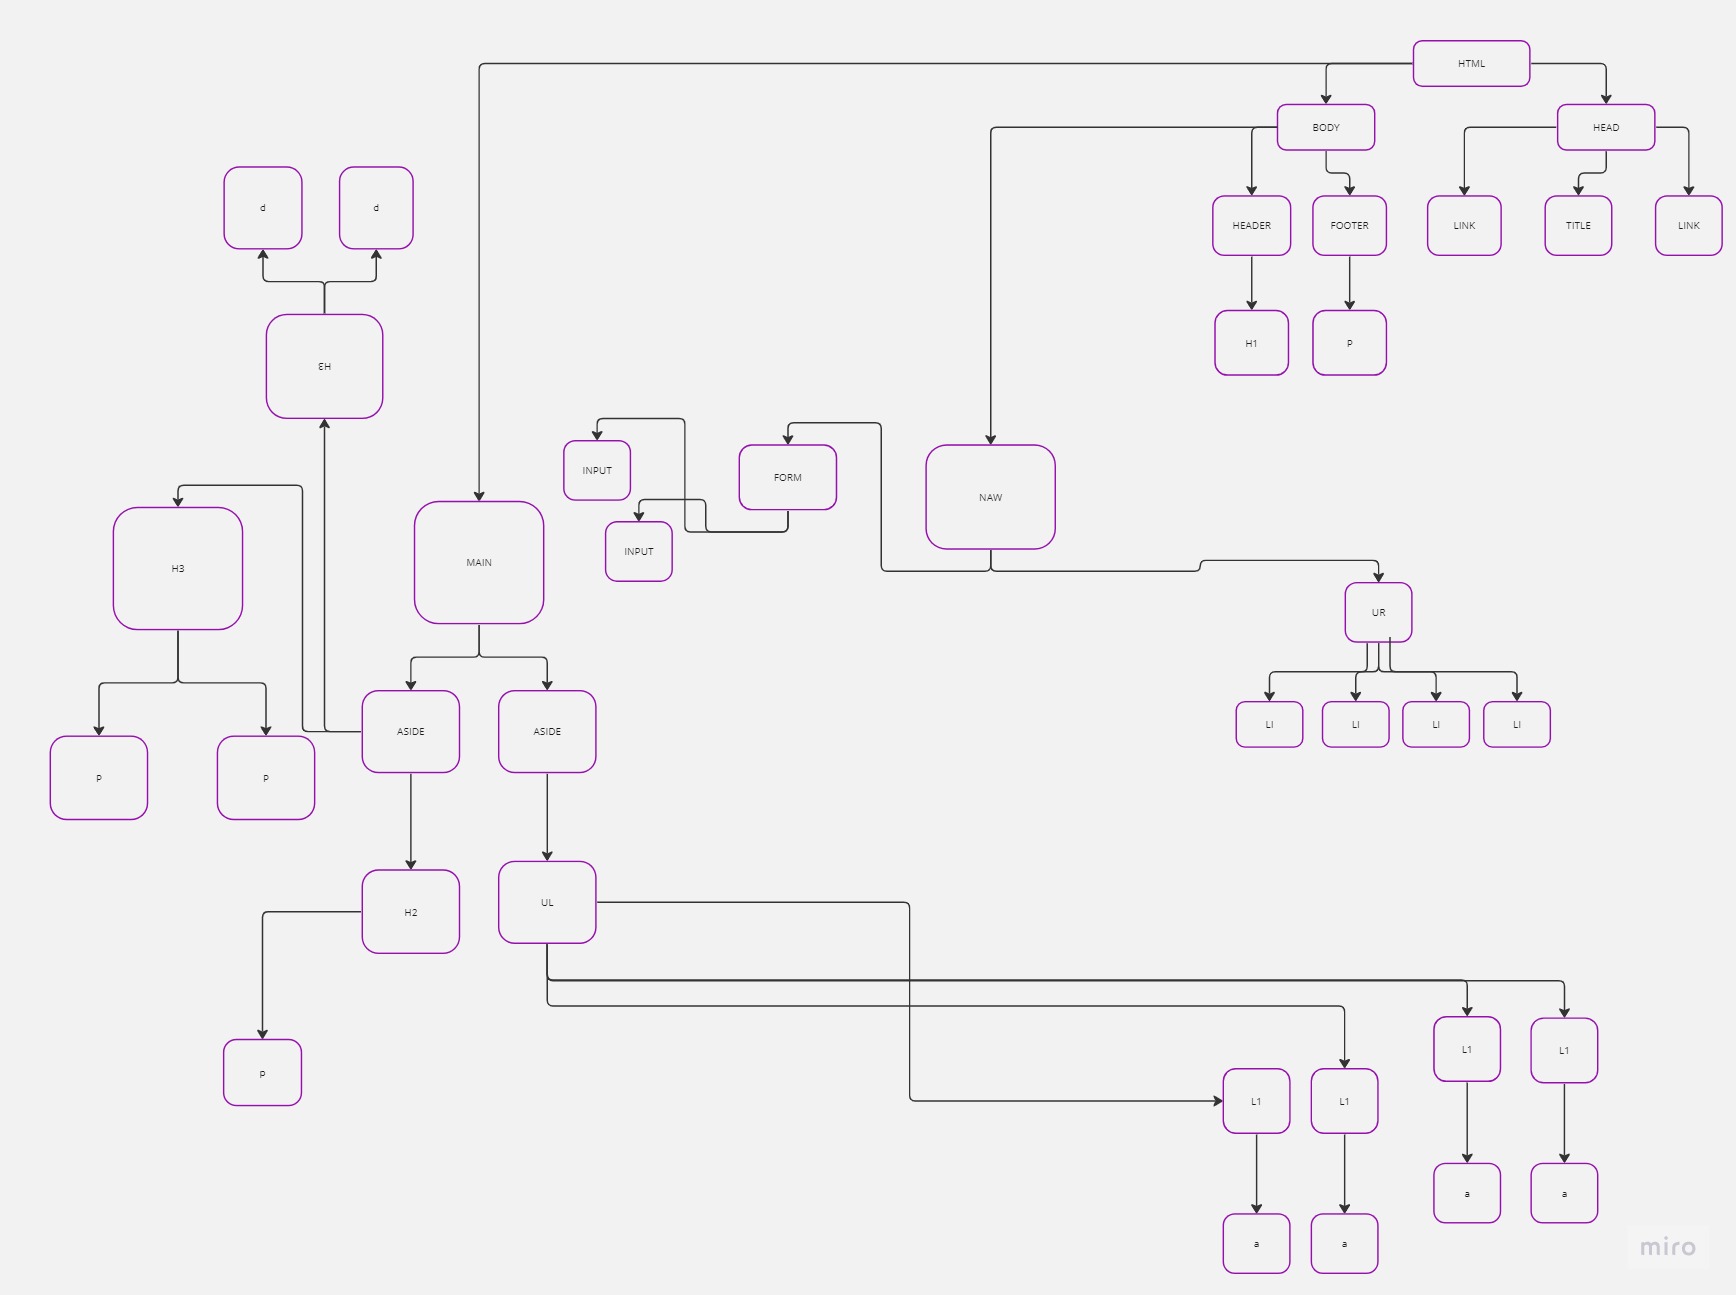 HTML
BODY
HEAD
d
d
HEADER
FOOTER
LINK
TITLE
LINK
H1
P
HƐ
INPUT
FORM
NAW
INPUT
MAIN
H3
UR
LI
LI
LI
LI
ASIDE
ASIDE
P
P
UL
H2
L1
L1
P
L1
L1
a
a
a
a
miro